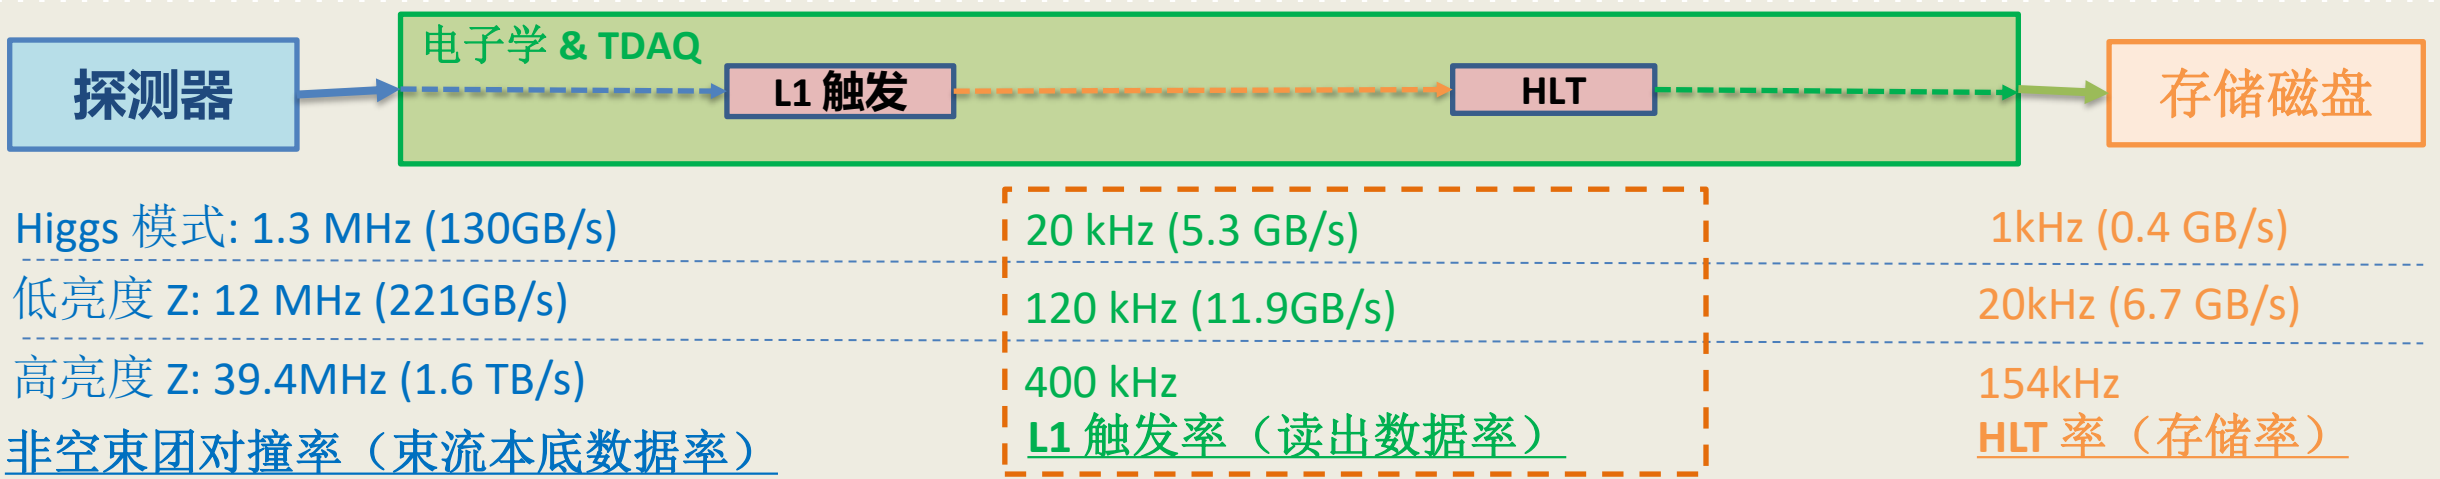 电子学 & TDAQ
探测器
L1 触发
HLT
存储磁盘
Higgs 模式: 1.3 MHz (130GB/s)
20 kHz (5.3 GB/s)
1kHz (0.4 GB/s)
低亮度 Z: 12 MHz (221GB/s)
120 kHz (11.9GB/s)
20kHz (6.7 GB/s)
高亮度 Z: 39.4MHz (1.6 TB/s)
400 kHz
154kHz
非空束团对撞率（束流本底数据率）
L1 触发率（读出数据率）
HLT 率（存储率）